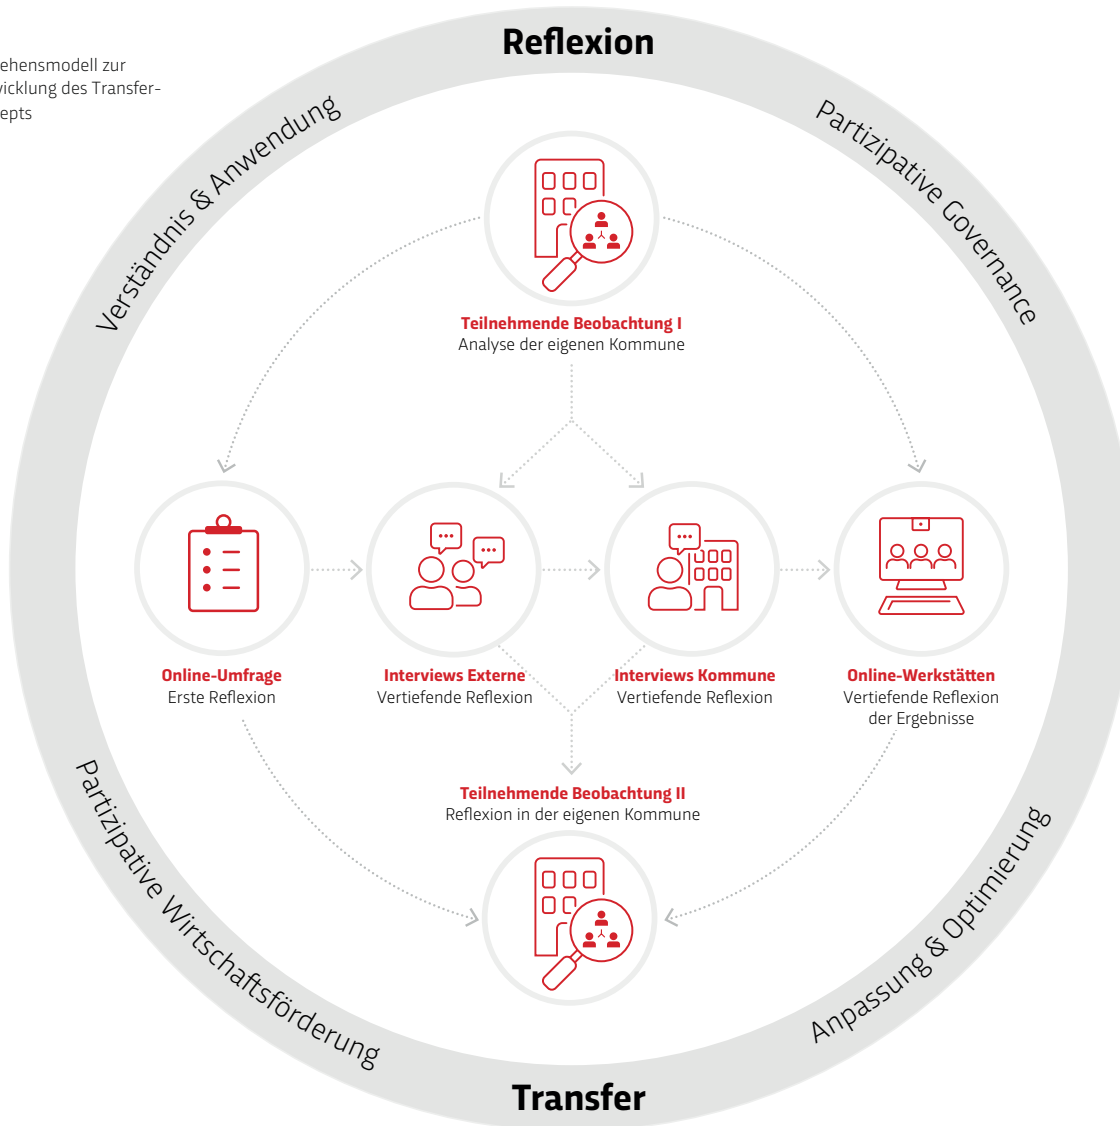 Reflexion
ehensmodell zur
wicklung des Transfer-
epts
Verständnis & Anwendung
Partizipative Governance
Teilnehmende Beobachtung I
Analyse der eigenen Kommune
Online-Umfrage
Erste Reflexion
Interviews Externe
Vertiefende Reflexion
Interviews Kommune
Vertiefende Reflexion
Online-Werkstätten
Vertiefende Reflexion
der Ergebnisse
Teilnehmende Beobachtung II
Reflexion in der eigenen Kommune
Partizipative Wirtschaftsförderung
Anpassung & Optimierung
Transfer